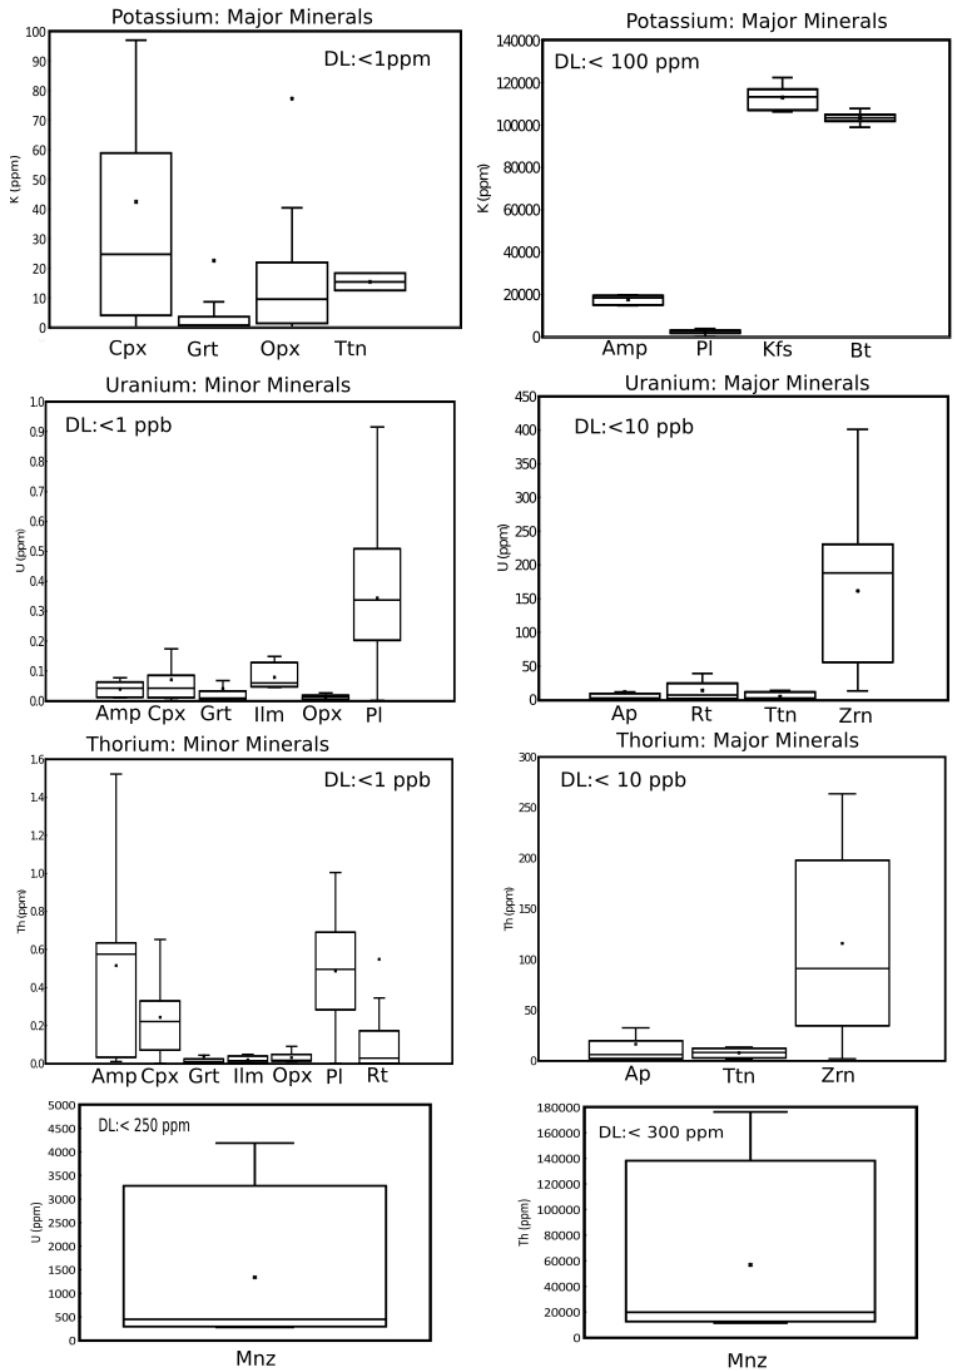 Potassium: Major Minerals
DL:<1ppm
K (ppm)
100
90
80
70
60
50
40
30
20
10
0
Cpx Grt Opx Ttn
Potassium: Major Minerals
DL:< 100 ppm
K (ppm)
140000
120000
100000
80000
60000
40000
20000
0
Amp Pl Kfs Bt
Uranium: Minor Minerals
DL:<1 ppb
U (ppm)
1.0
0.9
0.8
0.7
0.6
0.5
0.4
0.3
0.2
0.1
0.0
Amp Cpx Grt Ilm Opx Pl
Uranium: Major Minerals
DL:<10 ppb
U (ppm)
450
400
350
300
250
200
150
100
50
0
Ap Rt Ttn Zrn
Thorium: Minor Minerals
DL:<1 ppb
Th (ppm)
1.6
1.4
1.2
1.0
0.8
0.6
0.4
0.2
0.0
Amp Cpx Grt Ilm Opx Pl Rt
Thorium: Major Minerals
DL:< 10 ppb
Th (ppm)
300
250
200
150
100
50
0
Ap Ttn Zrn
DL:< 250 ppm
U (ppm)
5000
4500
4000
3500
3000
2500
2000
1500
1000
500
0
Mnz
DL:< 300 ppm
Th (ppm)
180000
160000
140000
120000
100000
80000
60000
40000
20000
0
Mnz